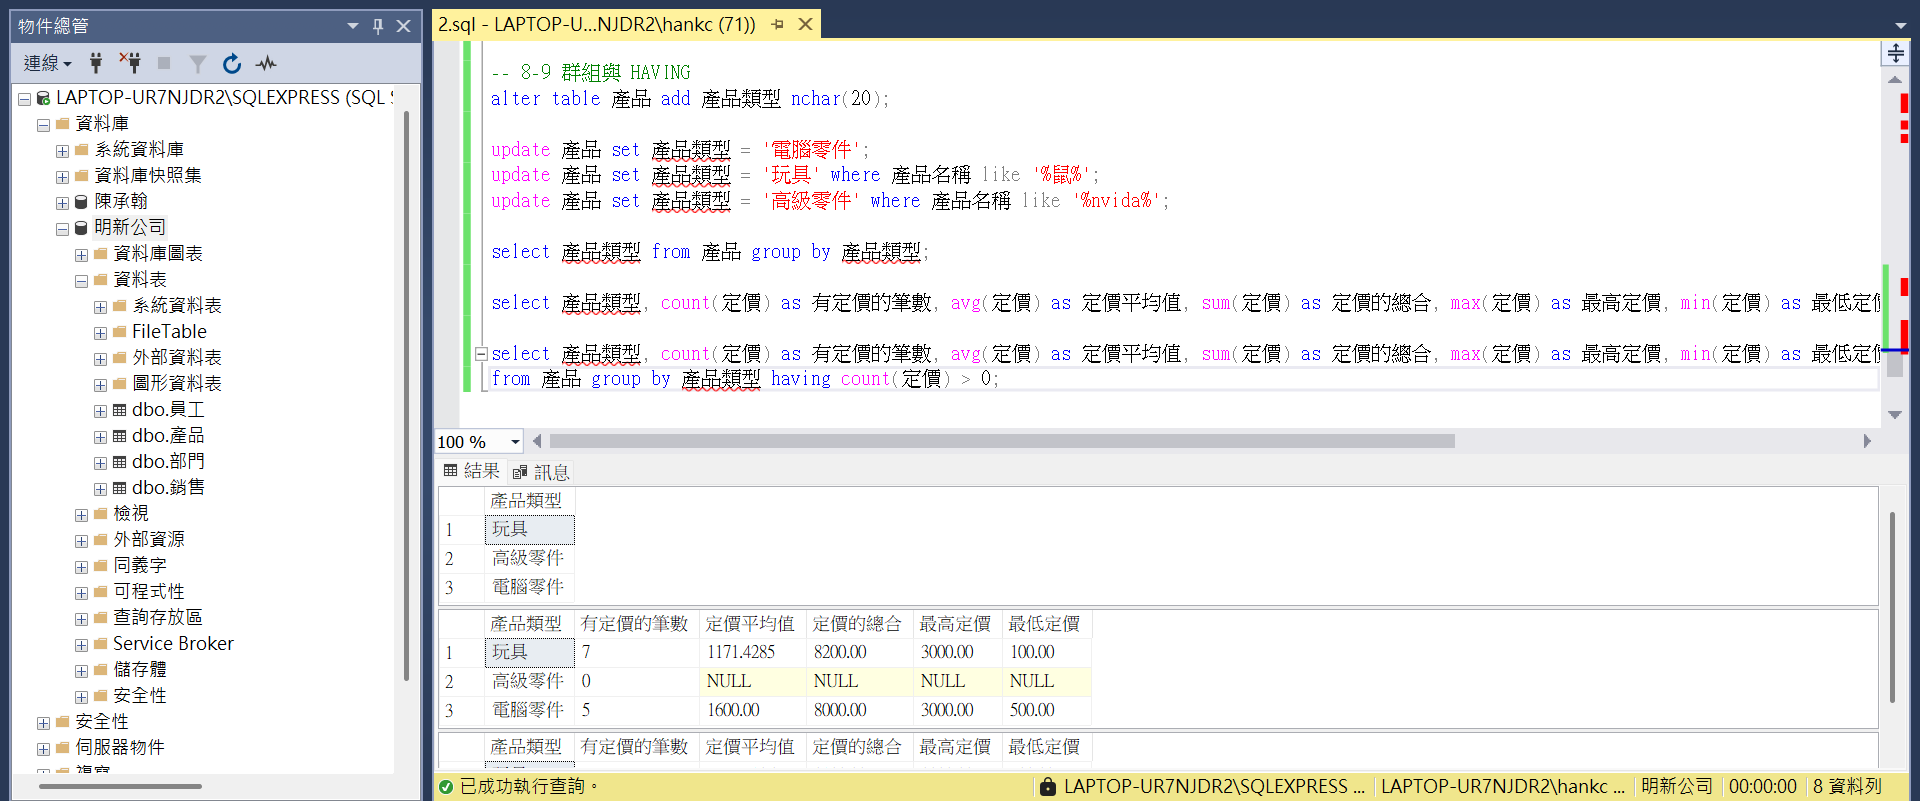 物件總管
連線
LAPTOP-UR7NJDR2\SQLEXPRESS (SQL S
資料庫
系統資料庫
資料庫快照集
陳承翰
明新公司
資料庫圖表
資料表
系統資料表
FileTable
外部資料表
圖形資料表
dbo.員工
dbo.產品
dbo.部門
dbo.銷售
檢視
外部資源
同義字
可程式性
查詢存放區
Service Broker
儲存體
安全性
安全性
伺服器物件
複寫
2.sql - LAPTOP-U...NJDR2\hankc (71))
-- 8-9 群組與 HAVING
alter table 產品 add 產品類型 nchar(20);
update 產品 set 產品類型 = '電腦零件';
update 產品 set 產品類型 = '玩具' where 產品名稱 like '%鼠%';
update 產品 set 產品類型 = '高級零件' where 產品名稱 like '%nvida%';
select 產品類型 from 產品 group by 產品類型;
select 產品類型, count(定價) as 有定價的筆數, avg(定價) as 定價平均值, sum(定價) as 定價的總合, max(定價) as 最高定價, min(定價) as 最低定價
select 產品類型, count(定價) as 有定價的筆數, avg(定價) as 定價平均值, sum(定價) as 定價的總合, max(定價) as 最高定價, min(定價) as 最低定價
from 產品 group by 產品類型 having count(定價) > 0;
100 %
結果 訊息
產品類型
1 玩具
2 高級零件
3 電腦零件
產品類型 有定價的筆數 定價平均值 定價的總合 最高定價 最低定價
1 玩具 7 1171.4285 8200.00 3000.00 100.00
2 高級零件 0 NULL NULL NULL NULL
3 電腦零件 5 1600.00 8000.00 3000.00 500.00
產品類型 有定價的筆數 定價平均值 定價的總合 最高定價 最低定價
已成功執行查詢。 LAPTOP-UR7NJDR2\SQLEXPRESS ... LAPTOP-UR7NJDR2\hankc ... 明新公司 00:00:00 8 資料列